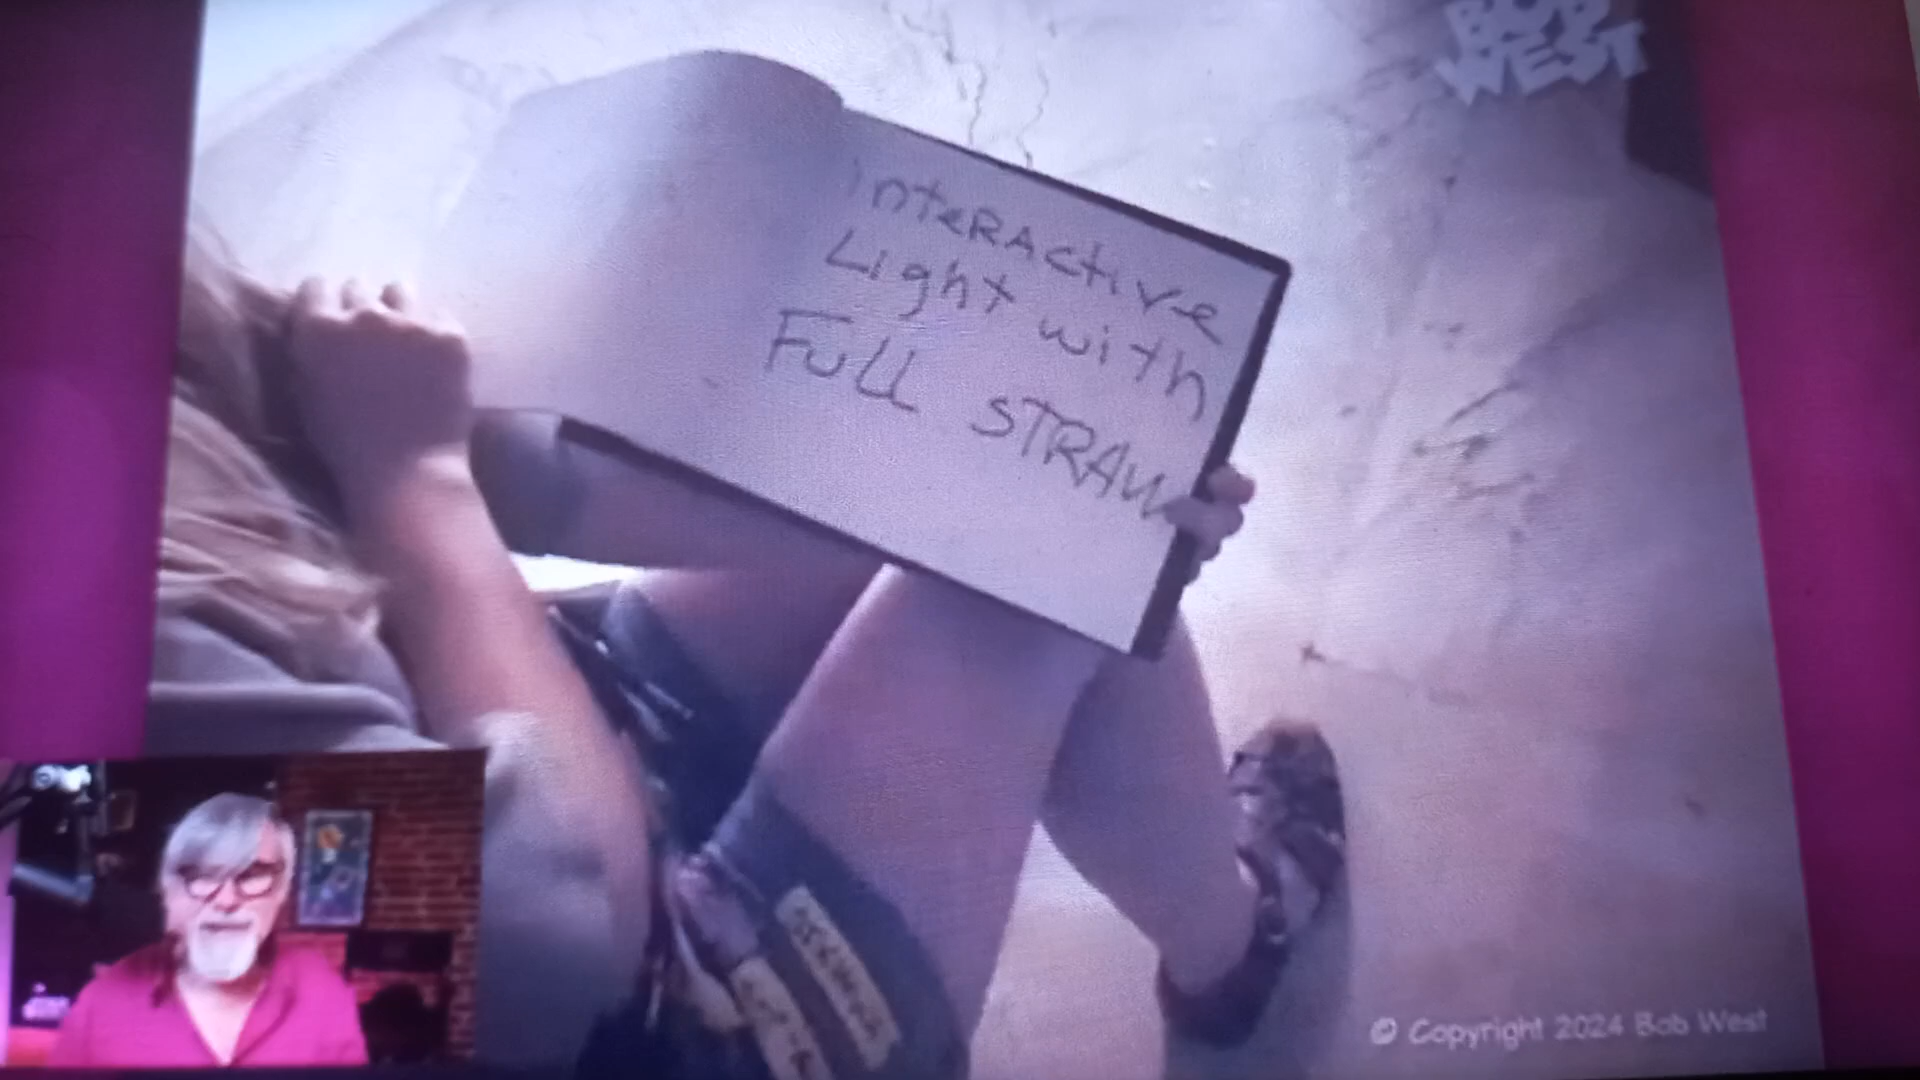 BOB
WEST
interactive
Light with
Full STRAW
© Copyright 2024 Bob West